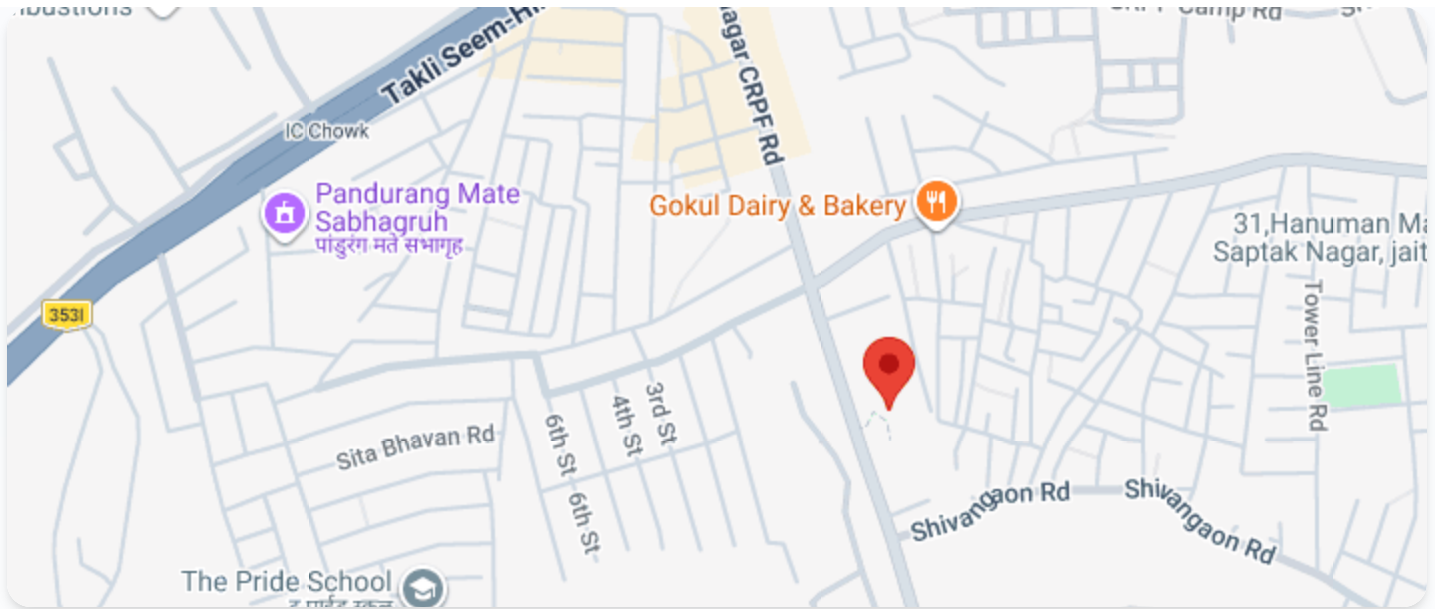 Takli Seem-Hi
nagar CRPF Rd
Camp Rd
IC Chowk
Pandurang Mate
Sabhagruh
पांडुरंग मते सभागृह
Gokul Dairy & Bakery
31,Hanuman Ma
Saptak Nagar, jait
353I
Tower Line Rd
3rd St
4th St
6th St
6th St
Sita Bhavan Rd
Shivangaon Rd
Shivangaon Rd
The Pride School